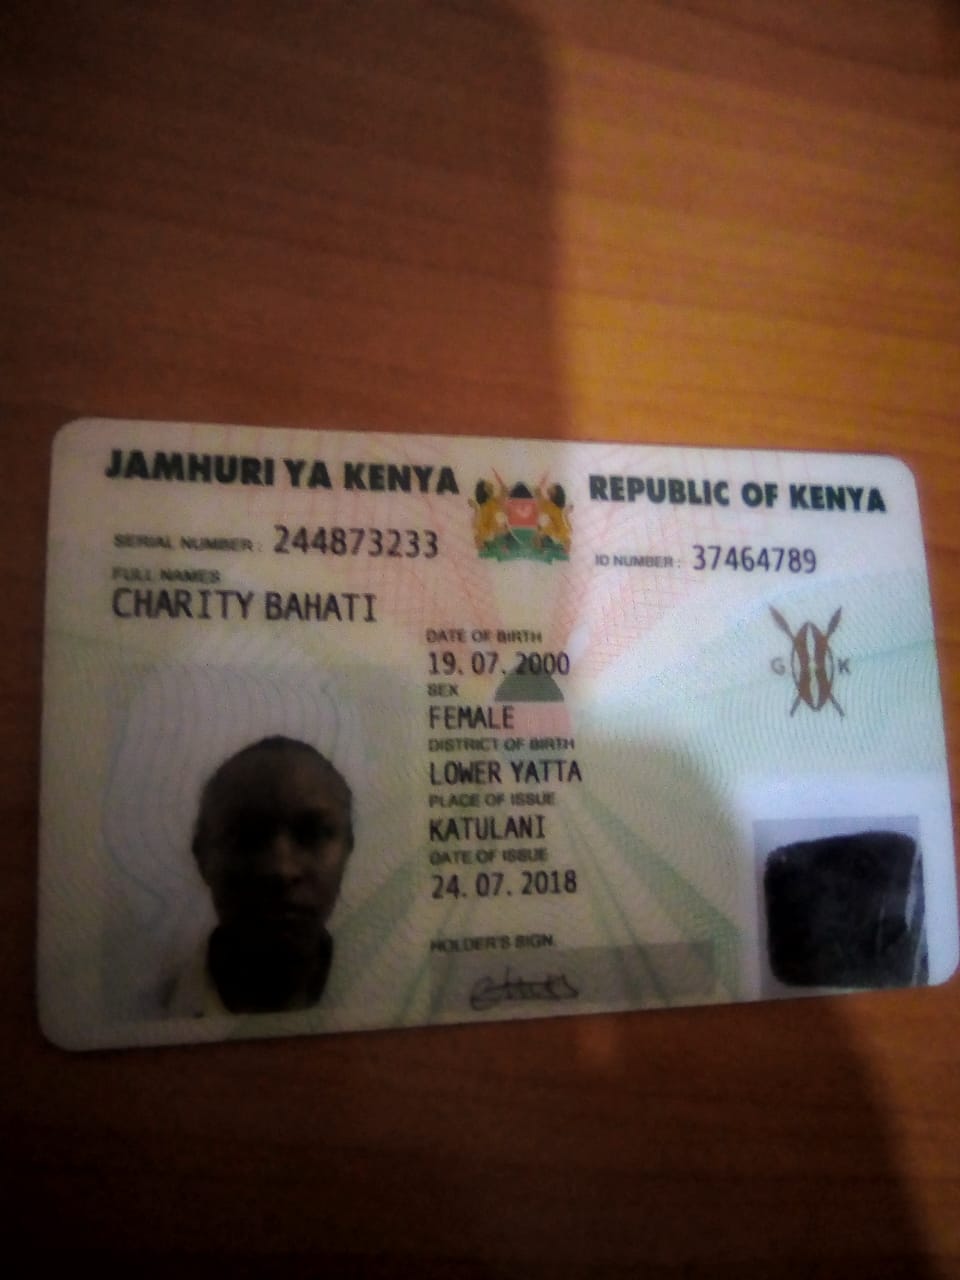 JAMHURI YA KENYA
REPUBLIC OF KENYA
SERIAL NUMBER: 244873233
ID NUMBER: 37464789
FULL NAMES
CHARITY BAHATI
DATE OF BIRTH
19.07.2000
SEX
FEMALE
DISTRICT OF BIRTH
LOWER YATTA
PLACE OF ISSUE
KATULANI
DATE OF ISSUE
24.07.2018
HOLDER'S SIGN.
G K